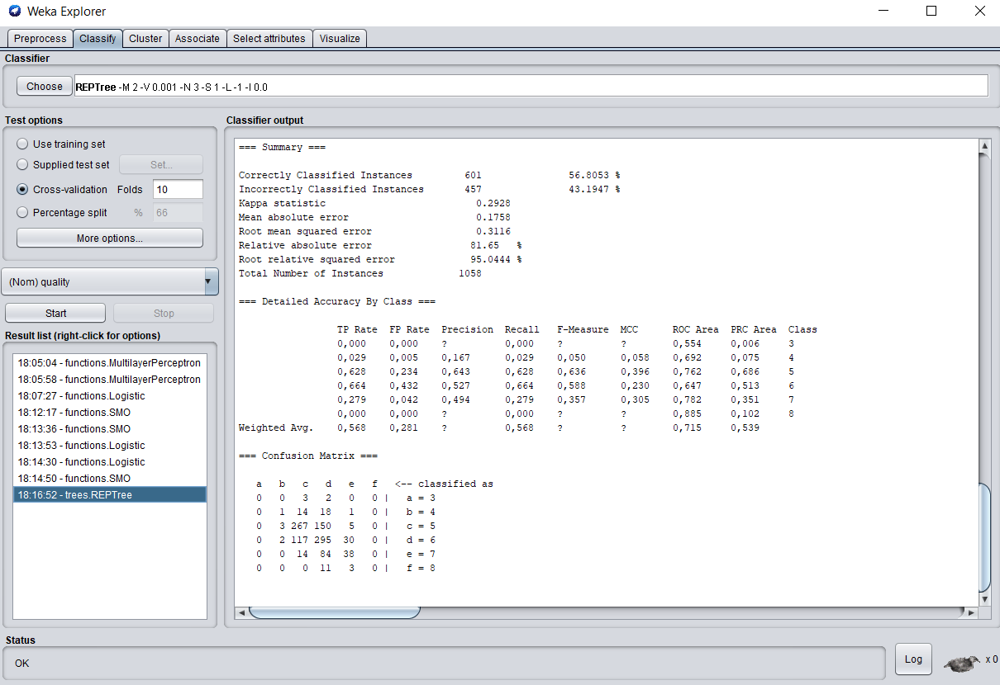 Weka Explorer
Preprocess Classify Cluster Associate Select attributes Visualize
Classifier
Choose REPTree -M 2 -V 0.001 -N 3 -S 1 -L -1 -I 0.0
Test options
Use training set
Supplied test set Set...
Cross-validation Folds 10
Percentage split % 66
More options...
(Nom) quality
Start Stop
Result list (right-click for options)
18:05:04 - functions.MultilayerPerceptron
18:05:58 - functions.MultilayerPerceptron
18:07:27 - functions.Logistic
18:12:17 - functions.SMO
18:13:36 - functions.SMO
18:13:53 - functions.Logistic
18:14:30 - functions.Logistic
18:14:50 - functions.SMO
18:16:52 - trees.REPTree
Classifier output
=== Summary ===
Correctly Classified Instances 601 56.8053 %
Incorrectly Classified Instances 457 43.1947 %
Kappa statistic 0.2928
Mean absolute error 0.1758
Root mean squared error 0.3116
Relative absolute error 81.65 %
Root relative squared error 95.0444 %
Total Number of Instances 1058
=== Detailed Accuracy By Class ===
TP Rate FP Rate Precision Recall F-Measure MCC ROC Area PRC Area Class
0,000 0,000 ? 0,000 ? ? 0,554 0,006 3
0,029 0,005 0,167 0,029 0,050 0,058 0,692 0,075 4
0,628 0,234 0,643 0,628 0,636 0,396 0,762 0,686 5
0,664 0,432 0,527 0,664 0,588 0,230 0,647 0,513 6
0,279 0,042 0,494 0,279 0,357 0,305 0,782 0,351 7
0,000 0,000 ? 0,000 ? ? 0,885 0,102 8
Weighted Avg. 0,568 0,281 ? 0,568 ? ? 0,715 0,539
=== Confusion Matrix ===
a b c d e f <-- classified as
0 0 3 2 0 0 | a = 3
0 1 14 18 1 0 | b = 4
0 3 267 150 5 0 | c = 5
0 2 117 295 30 0 | d = 6
0 0 14 84 38 0 | e = 7
0 0 0 11 3 0 | f = 8
Status
OK
Log
x 0